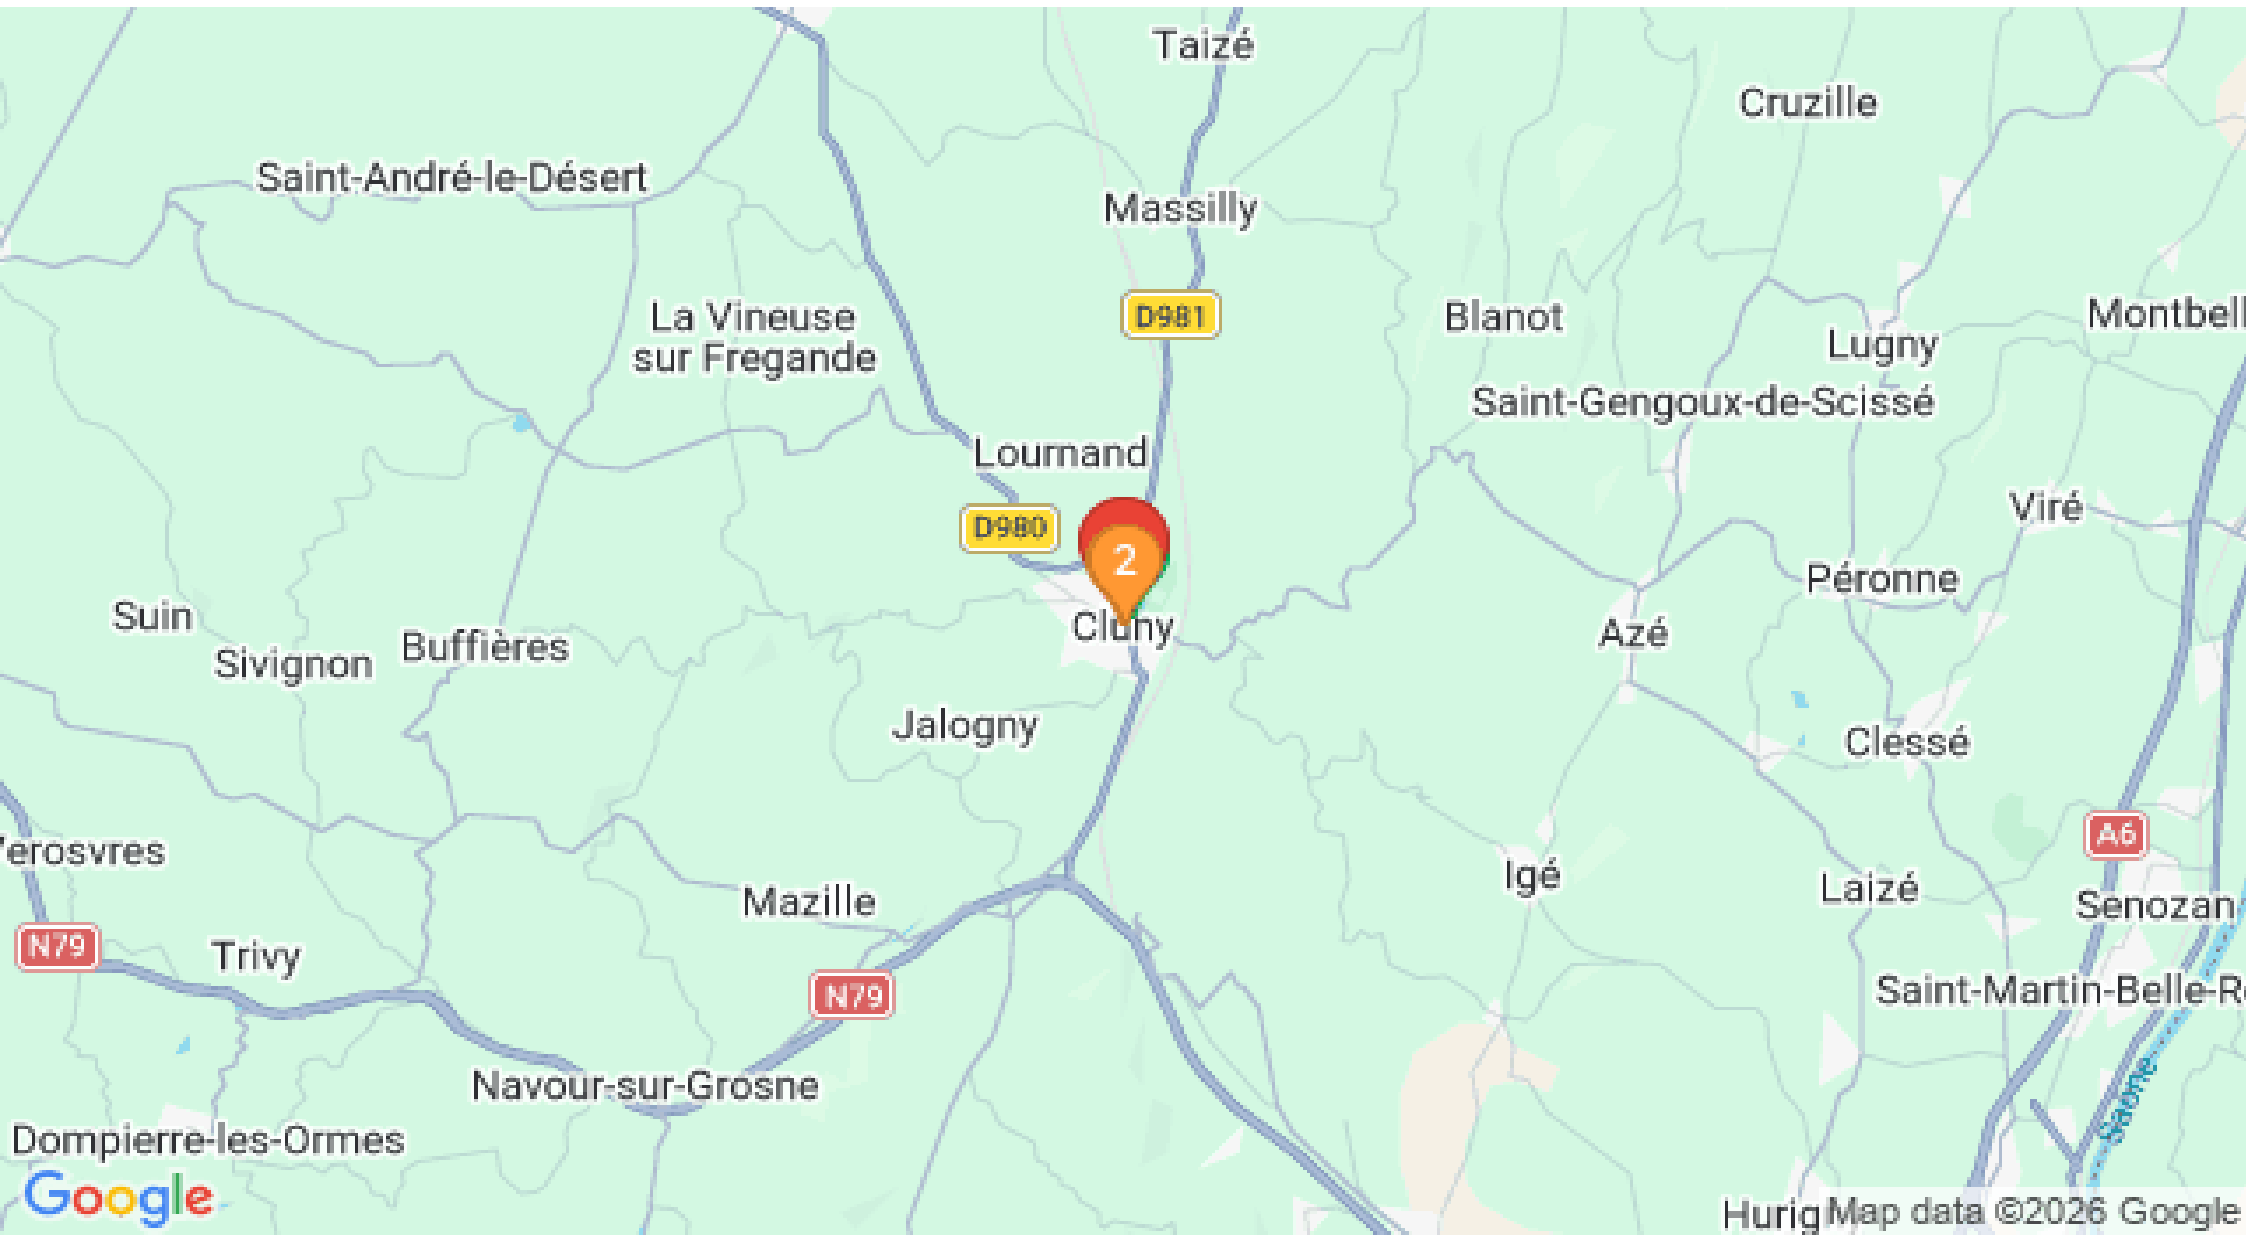 Taizé
Cruzille
Saint-André-le-Désert
Massilly
La Vineuse
sur Fregande
D981
Blanot
Montbell
Lugny
Saint-Gengoux-de-Scissé
Lournand
D980
Viré
2
Péronne
Suin
Cluny
Azé
Buffières
Sivignon
Jalogny
Clessé
A6
erosvres
Igé
Laizé
Mazille
Senozan
N79
Trivy
N79
Saint-Martin-Belle-R
Navour-sur-Grosne
Saône
Dompierre-les-Ormes
Google
Hurig
Map data ©2026 Google